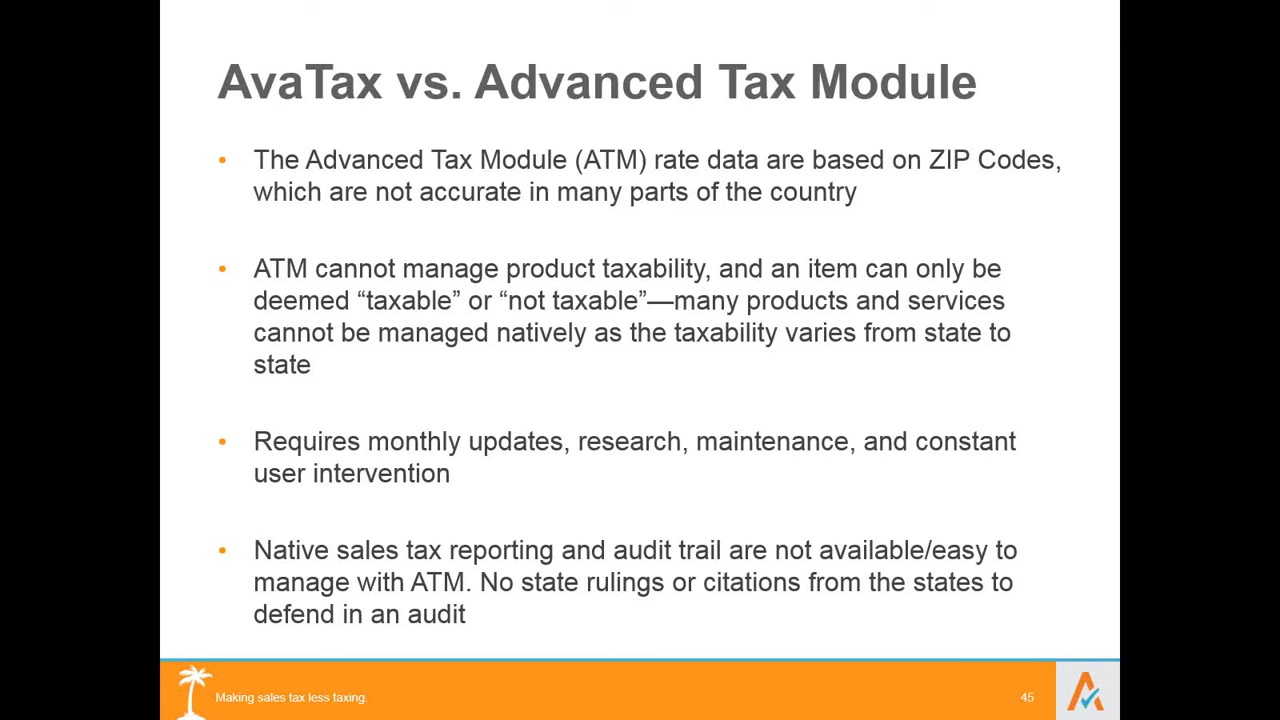 AvaTax vs. Advanced Tax Module
• The Advanced Tax Module (ATM) rate data are based on ZIP Codes,
which are not accurate in many parts of the country
• ATM cannot manage product taxability, and an item can only be
deemed “taxable” or “not taxable”—many products and services
cannot be managed natively as the taxability varies from state to
state
• Requires monthly updates, research, maintenance, and constant
user intervention
• Native sales tax reporting and audit trail are not available/easy to
manage with ATM. No state rulings or citations from the states to
defend in an audit
Making sales tax less taxing.
45